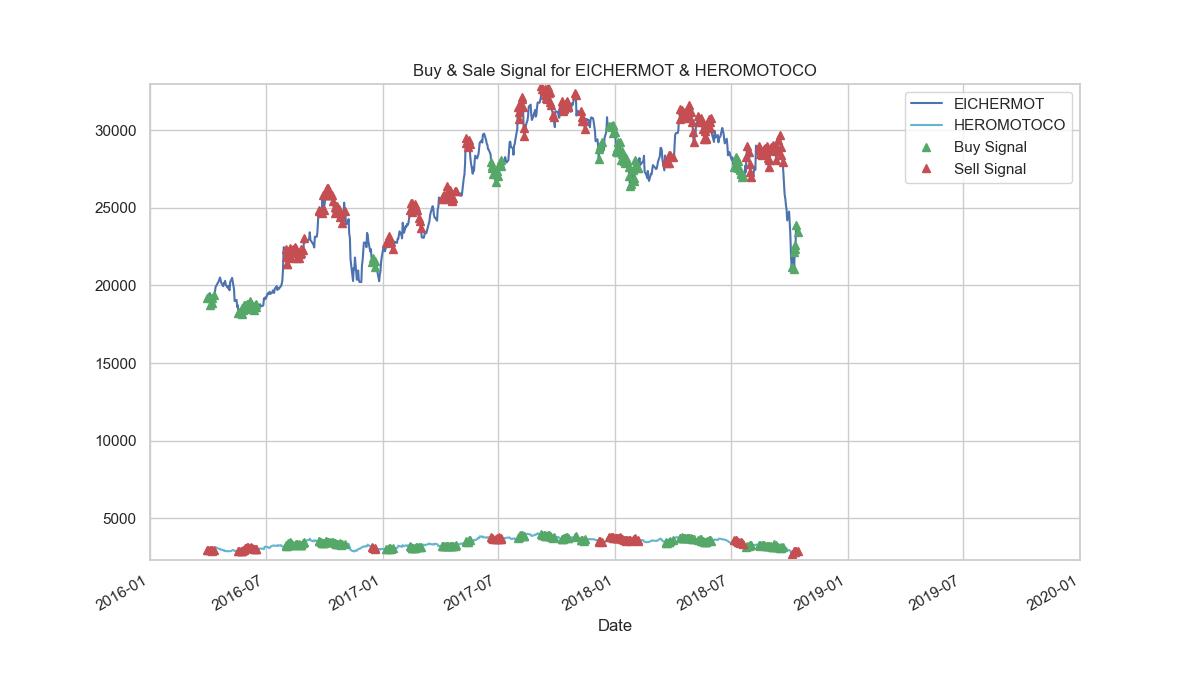 Buy & Sale Signal for EICHERMOT & HEROMOTOCO
EICHERMOT
HEROMOTOCO
Buy Signal
Sell Signal
30000
25000
20000
15000
10000
5000
2016-01
2016-07
2017-01
2017-07
2018-01
2018-07
2019-01
2019-07
2020-01
Date